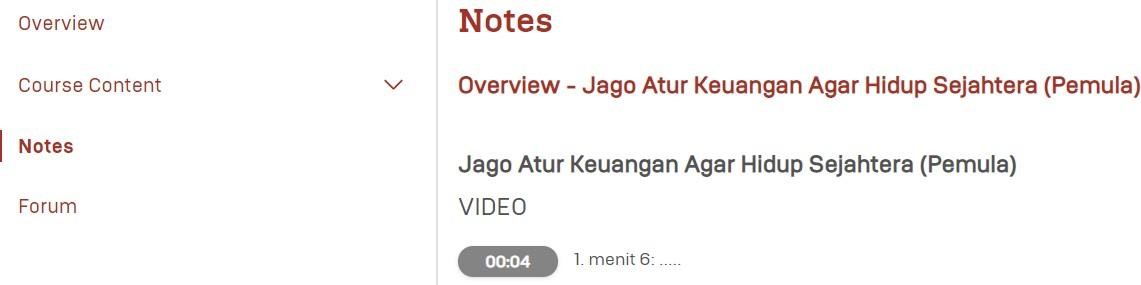 Overview
Course Content
Notes
Forum
Notes
Overview - Jago Atur Keuangan Agar Hidup Sejahtera (Pemula)
Jago Atur Keuangan Agar Hidup Sejahtera (Pemula)
VIDEO
00:04 1. menit 6: .....